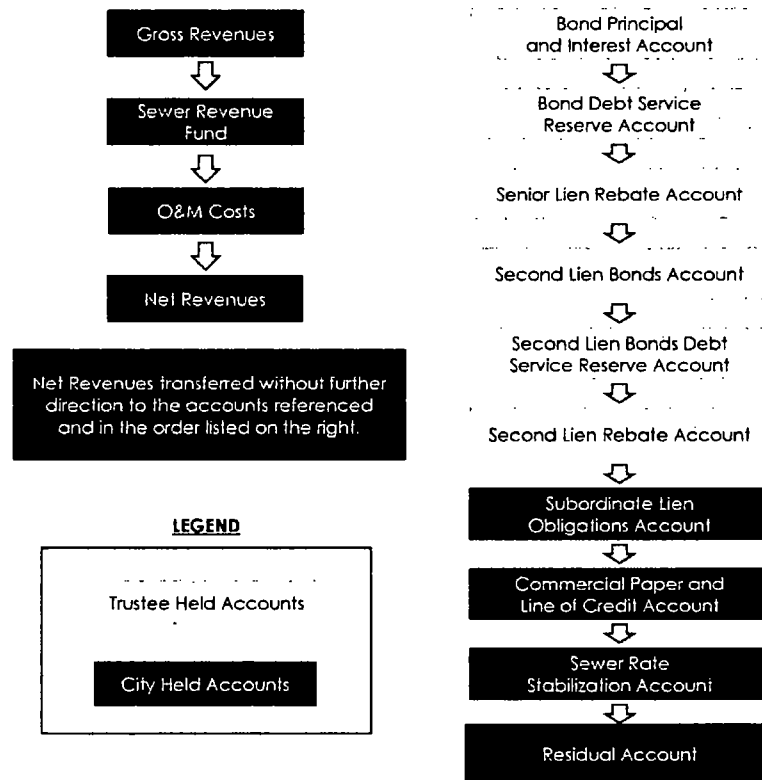 Gross Revenues
Sewer Revenue
Fund
O&M Costs
Net Revenues
Net Revenues transferred without further
direction to the accounts referenced
and in the order listed on the right.
LEGEND
Trustee Held Accounts
City Held Accounts
Bond Principal
and Interest Account
Bond Debt Service
Reserve Account
Senior Lien Rebate Account
Second Lien Bonds Account
Second Lien Bonds Debt
Service Reserve Account
Second Lien Rebate Account
Subordinate Lien
Obligations Account
Commercial Paper and
Line of Credit Account
Sewer Rate
Stabilization Account
Residual Account